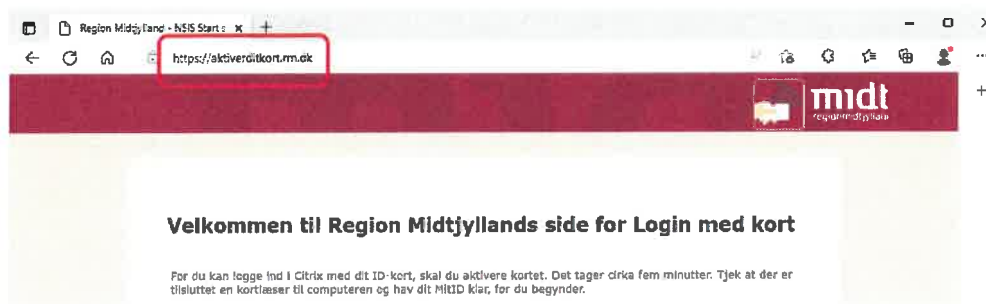 Region Midtjylland - NSIS Start s
https://aktiverditkort.rm.dk
midt
regionmidtjylland
Velkommen til Region Midtjyllands side for Login med kort
Før du kan logge ind i Citrix med dit ID-kort, skal du aktivere kortet. Det tager cirka fem minutter. Tjek at der er
tilsluttet en kortlæser til computeren og hav dit MitID klar, før du begynder.